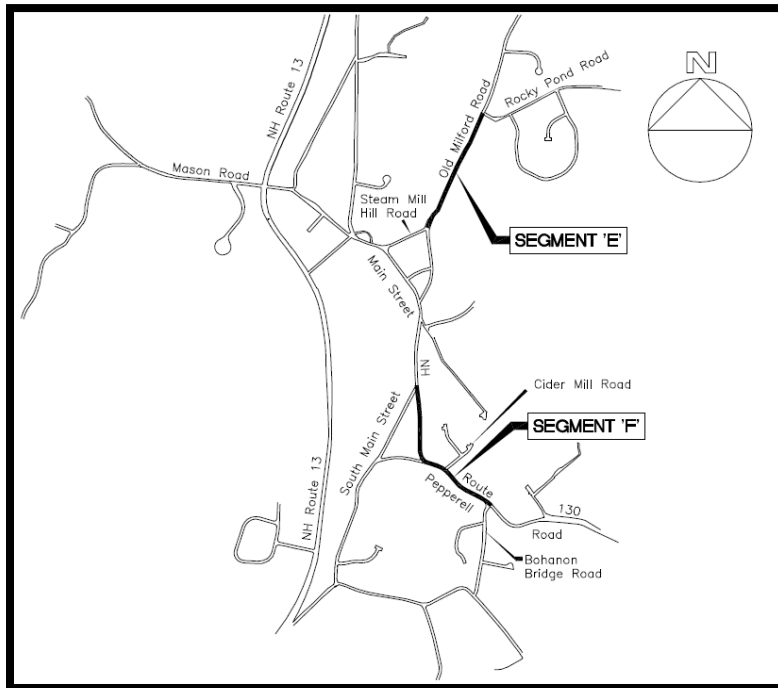 NH Route 13
Old Milford Road
Rocky Pond Road
N
Mason Road
Steam Mill
Hill Road
SEGMENT 'E'
Main Street
NH
Cider Mill Road
South Main Street
SEGMENT 'F'
Route
Pepperell
130
NH Route 13
Road
Bohanon
Bridge Road